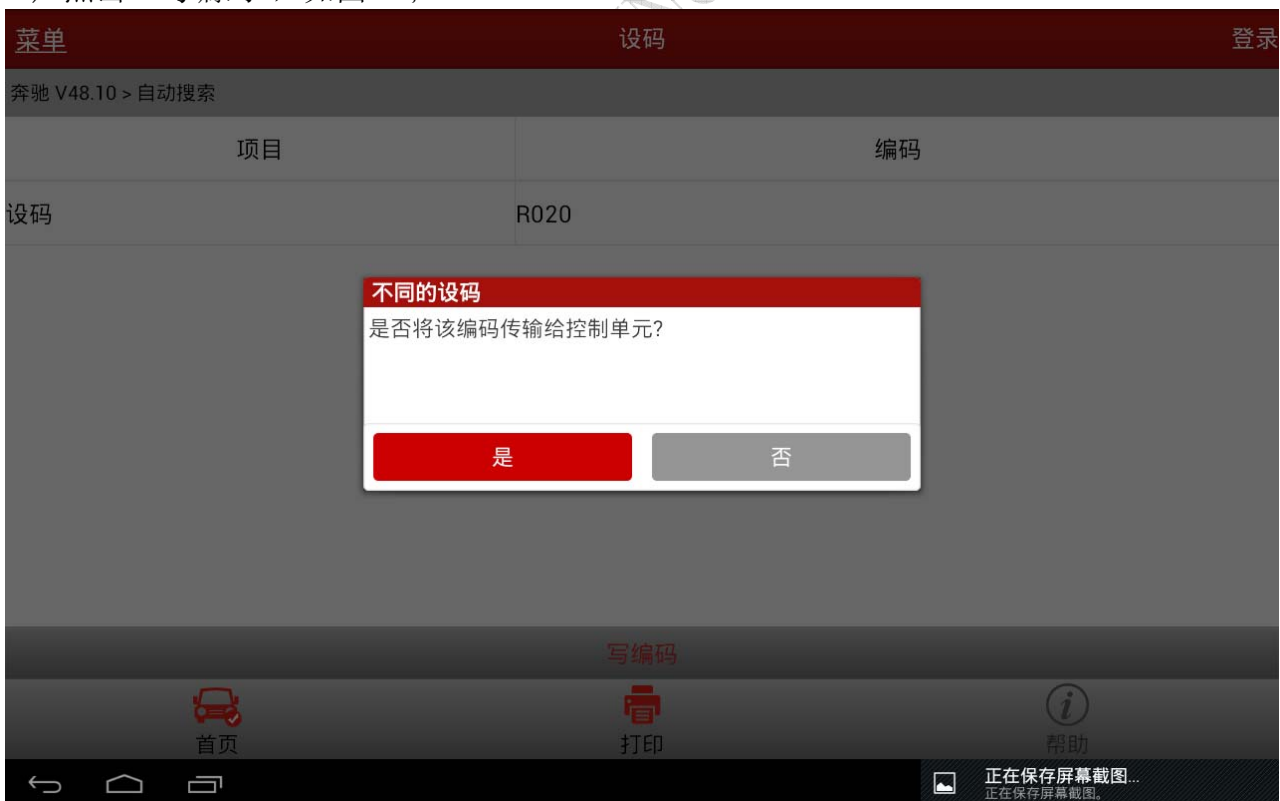 菜单 设码 登录
奔驰 V48.10 > 自动搜索
项目 编码
设码 R020
不同的设码
是否将该编码传输给控制单元?
是 否
写编码
首页 打印 帮助
正在保存屏幕截图...
正在保存屏幕截图。